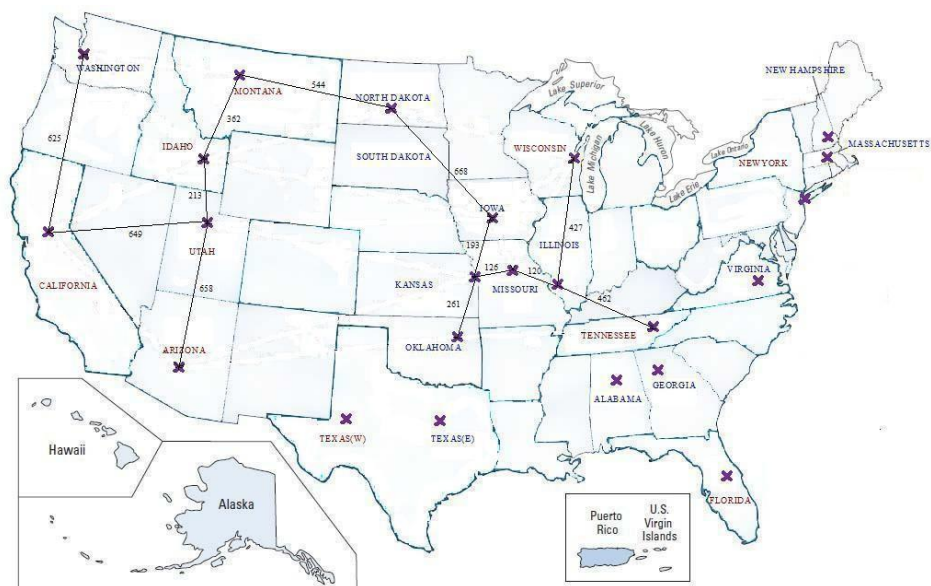 WASHINGTON
MONTANA
544
NORTH DAKOTA
Lake Superior
NEW HAMPSHIRE
362
625
IDAHO
SOUTH DAKOTA
668
WISCONSIN
Lake Michigan
Lake Huron
Lake Ontario
NEW YORK
MASSACHUSETTS
Lake Erie
213
IOWA
649
UTAH
193
ILLINOIS
427
CALIFORNIA
658
KANSAS
126
MISSOURI
120
VIRGINIA
261
462
ARIZONA
OKLAHOMA
TENNESSEE
ALABAMA
GEORGIA
TEXAS(W)
TEXAS(E)
Hawaii
Alaska
FLORIDA
Puerto
Rico
U.S.
Virgin
Islands